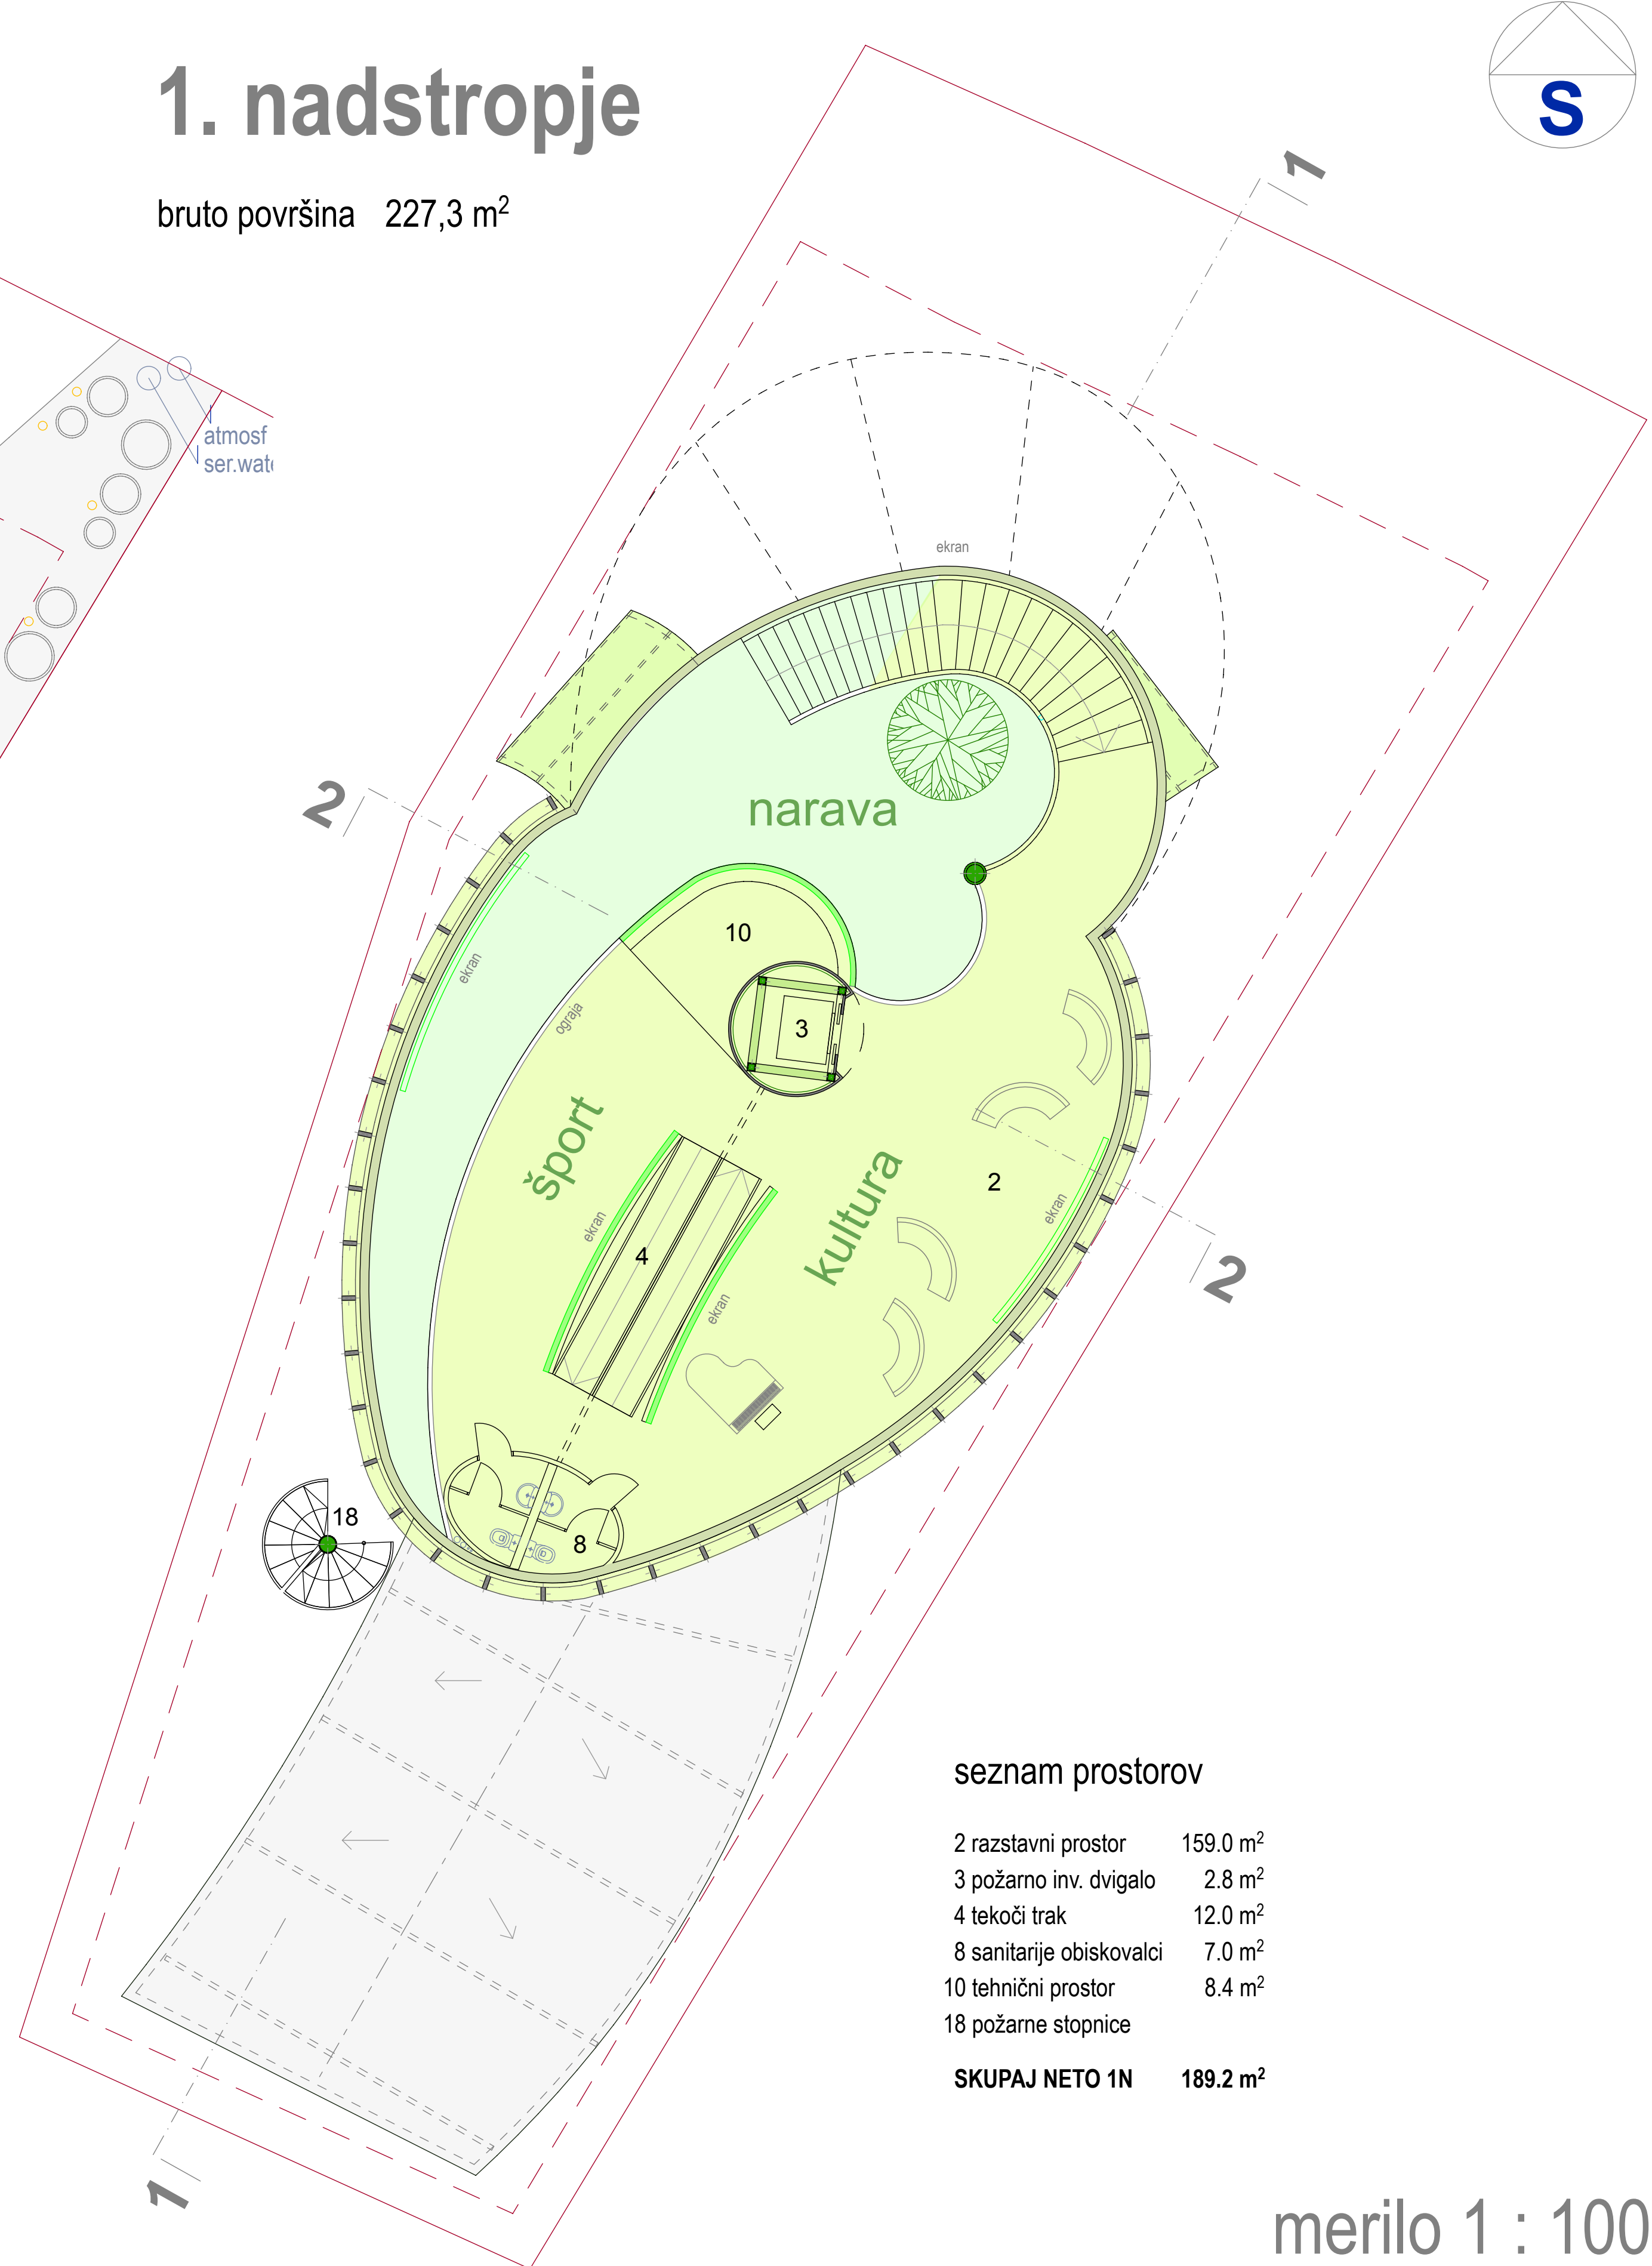 1. nadstropje
S
bruto površina 227,3 m²
1
atmosf
ser.wat
ekran
2
narava
10
ekran
3
ograja
šport
kultura
2
ekran
ekran
4
2
ekran
18
8
seznam prostorov
2 razstavni prostor 159.0 m²
3 požarno inv. dvigalo 2.8 m²
4 tekoči trak 12.0 m²
8 sanitarije obiskovalci 7.0 m²
10 tehnični prostor 8.4 m²
18 požarne stopnice
SKUPAJ NETO 1N 189.2 m²
1
merilo 1 : 100